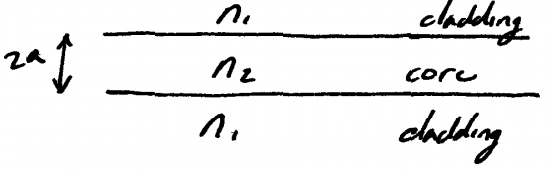 n₁ cladding
2a n₂ core
n₁ cladding